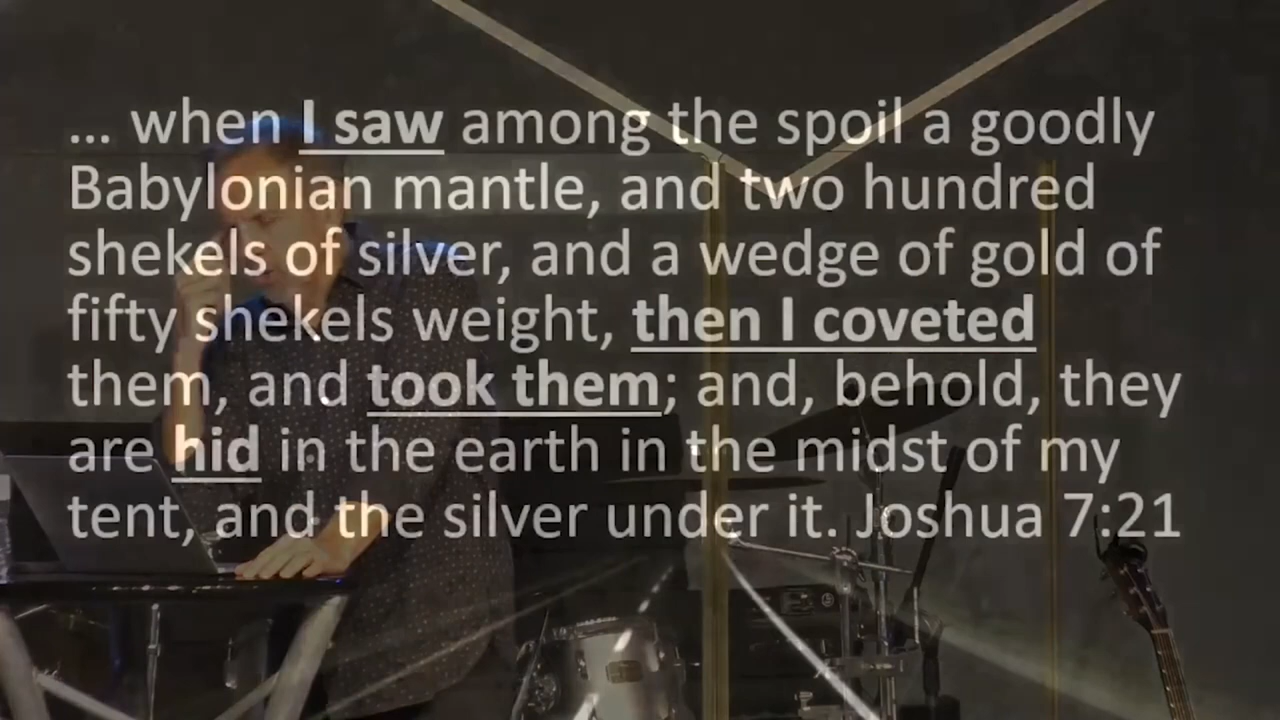 ... when I saw among the spoil a goodly
Babylonian mantle, and two hundred
shekels of silver, and a wedge of gold of
fifty shekels weight, then I coveted
them, and took them; and, behold, they
are hid in the earth in the midst of my
tent, and the silver under it. Joshua 7:21